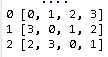 0 [0, 1, 2, 3]
1 [3, 0, 1, 2]
2 [2, 3, 0, 1]